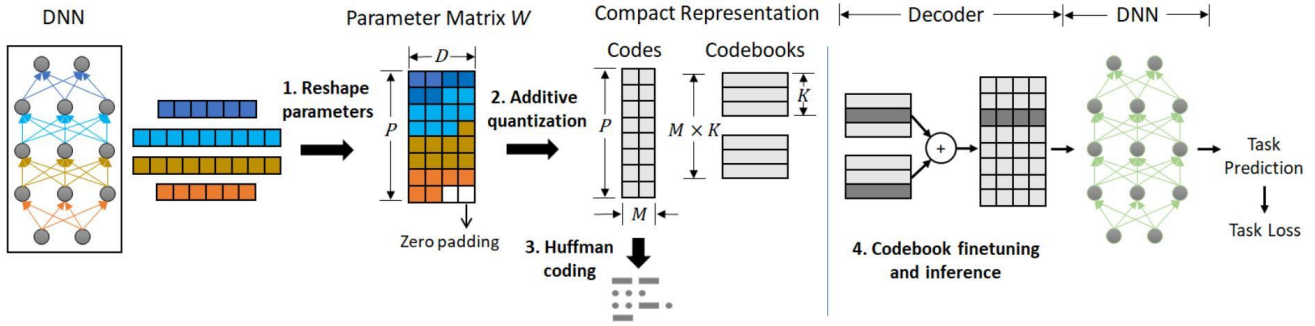 DNN
Parameter Matrix W
Compact Representation
Decoder
DNN
Codes
Codebooks
D
1. Reshape
parameters
P
2. Additive
quantization
P
M × K
K
+
Task
Prediction
Task Loss
M
Zero padding
3. Huffman
coding
4. Codebook finetuning
and inference